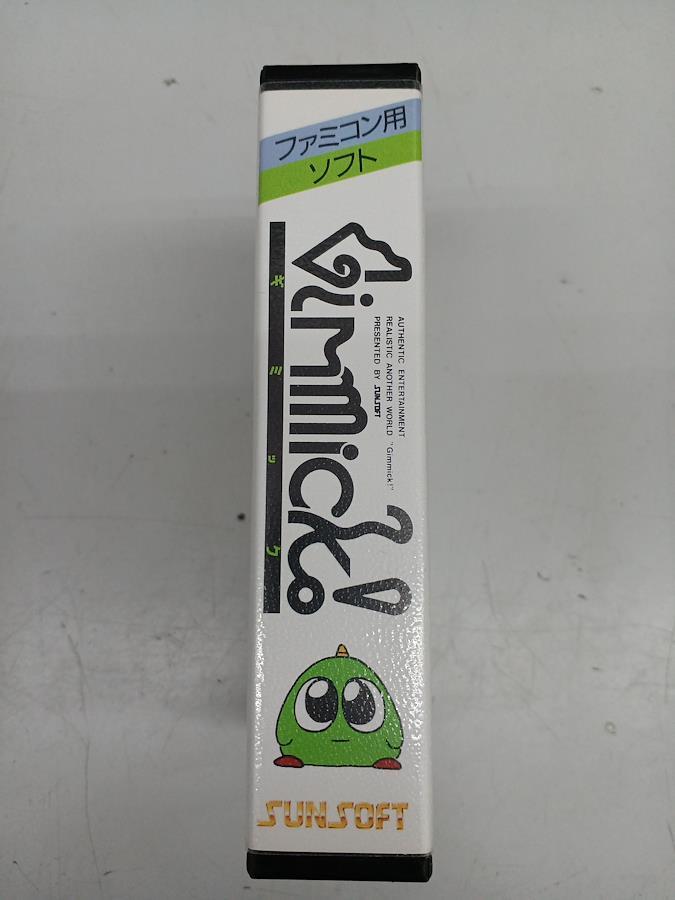 ファミコン用
ソフト
Gimmick!
ギミック
AUTHENTIC ENTERTAINMENT
REALISTIC ANOTHER WORLD "Gimmick!"
PRESENTED BY SUNSOFT
SUNSOFT